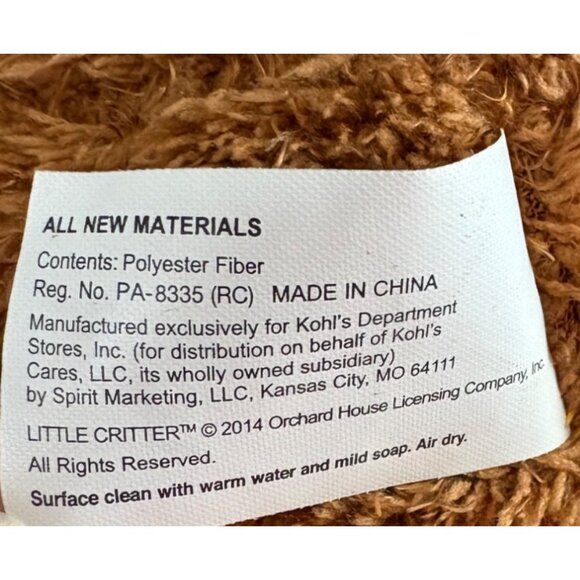 ALL NEW MATERIALS
Contents: Polyester Fiber
Reg. No. PA-8335 (RC) MADE IN CHINA
Manufactured exclusively for Kohl's Department
Stores, Inc. (for distribution on behalf of Kohl's
Cares, LLC, its wholly owned subsidiary)
by Spirit Marketing, LLC, Kansas City, MO 64111
LITTLE CRITTER™ © 2014 Orchard House Licensing Company, Inc
All Rights Reserved.
Surface clean with warm water and mild soap. Air dry.